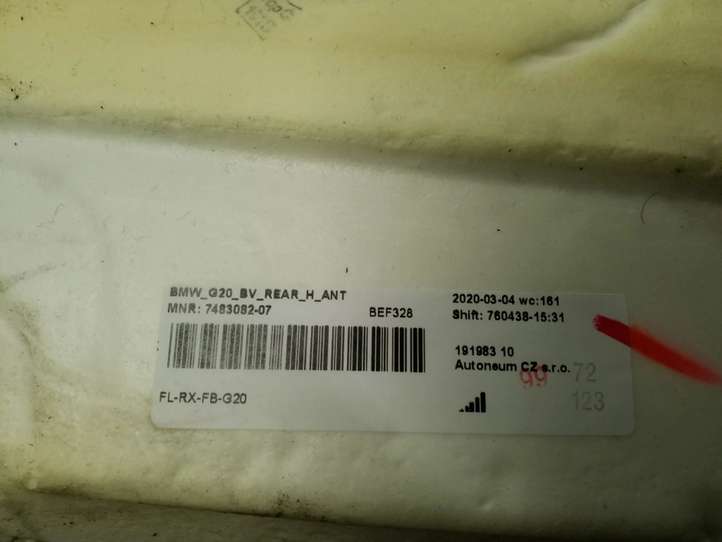 BMW_G20_BV_REAR_H_ANT
MNR: 7483082-07
BEF328
2020-03-04 wc:161
Shift: 760438-15:31
191983 10
Autoneum CZ s.r.o.
99 72
123
FL-RX-FB-G20